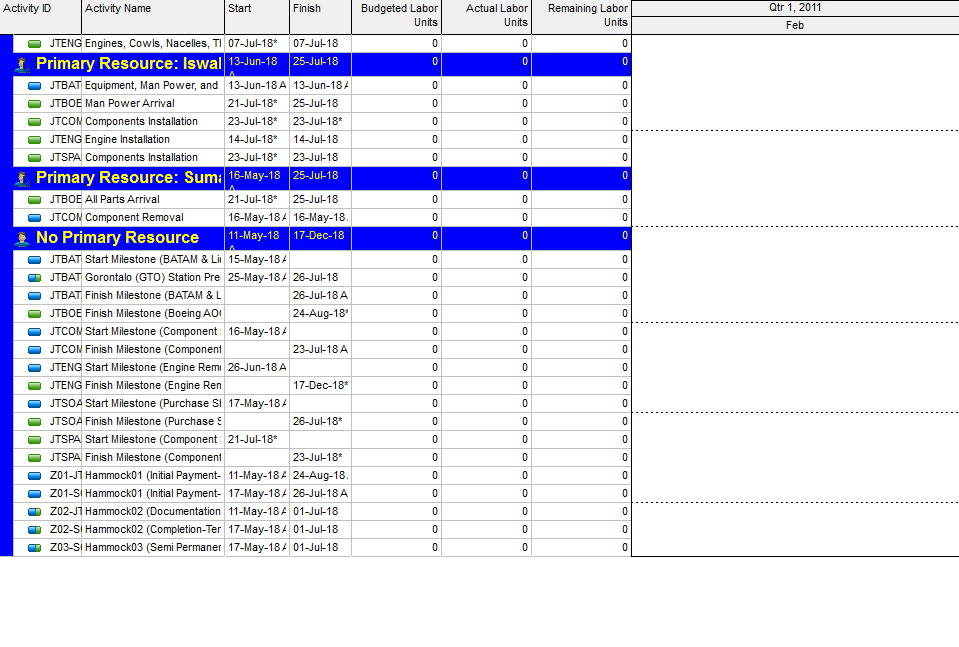 Activity ID Activity Name Start Finish Budgeted Labor Units Actual Labor Units Remaining Labor Units Qtr 1, 2011
Feb
JTENG Engines, Cowls, Nacelles, 07-Jul-18* 07-Jul-18 0 0 0
Primary Resource: Iswal 13-Jun-18 25-Jul-18 0 0 0
JTBAT Equipment, Man Power, and 13-Jun-18 A 13-Jun-18 A 0 0 0
JTBOE Man Power Arrival 21-Jul-18* 25-Jul-18 0 0 0
JTCOM Components Installation 23-Jul-18* 23-Jul-18* 0 0 0
JTENG Engine Installation 14-Jul-18* 14-Jul-18 0 0 0
JTSPA Components Installation 23-Jul-18* 23-Jul-18 0 0 0
Primary Resource: Suma 16-May-18 25-Jul-18 0 0 0
JTBOE All Parts Arrival 21-Jul-18* 25-Jul-18 0 0 0
JTCOM Component Removal 16-May-18 A 16-May-18 0 0 0
No Primary Resource 11-May-18 17-Dec-18 0 0 0
JTBAT Start Milestone (BATAM & Li 15-May-18 A 0 0 0
JTBAT Gorontalo (GTO) Station Pre 25-May-18 A 26-Jul-18 0 0 0
JTBAT Finish Milestone (BATAM & L 26-Jul-18 A 0 0 0
JTBOE Finish Milestone (Boeing AO 24-Aug-18* 0 0 0
JTCOM Start Milestone (Component 16-May-18 A 0 0 0
JTCOM Finish Milestone (Component 23-Jul-18 A 0 0 0
JTENG Start Milestone (Engine Rem 26-Jun-18 A 0 0 0
JTENG Finish Milestone (Engine Ren 17-Dec-18* 0 0 0
JTSOA Start Milestone (Purchase S 17-May-18 A 0 0 0
JTSOA Finish Milestone (Purchase S 26-Jul-18* 0 0 0
JTSPA Start Milestone (Component 21-Jul-18* 0 0 0
JTSPA Finish Milestone (Component 23-Jul-18* 0 0 0
Z01-JT Hammock01 (Initial Payment- 11-May-18 A 24-Aug-18 0 0 0
Z01-S Hammock01 (Initial Payment- 17-May-18 A 26-Jul-18 A 0 0 0
Z02-JT Hammock02 (Documentation 11-May-18 A 01-Jul-18 0 0 0
Z02-S Hammock02 (Completion-Ter 17-May-18 A 01-Jul-18 0 0 0
Z03-S Hammock03 (Semi Permaner 17-May-18 A 01-Jul-18 0 0 0